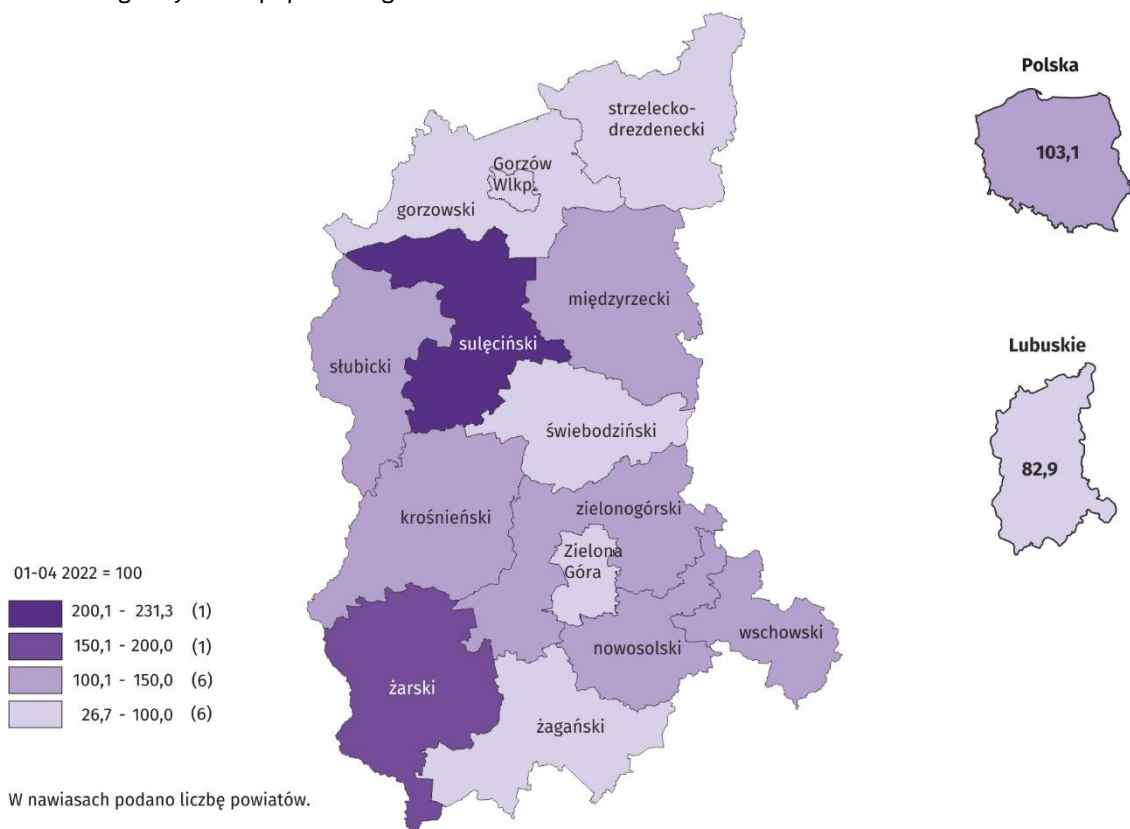 Polska
103,1
strzelecko-
drezdenecki
Gorzów
Wlkp.
gorzowski
międzyrzecki
sulęciński
słubicki
Lubuskie
82,9
świebodziński
zielonogórski
krośnieński
Zielona
Góra
wschowski
nowosolski
żarski
żagański
01-04 2022 = 100
200,1 - 231,3 (1)
150,1 - 200,0 (1)
100,1 - 150,0 (6)
26,7 - 100,0 (6)
W nawiasach podano liczbę powiatów.